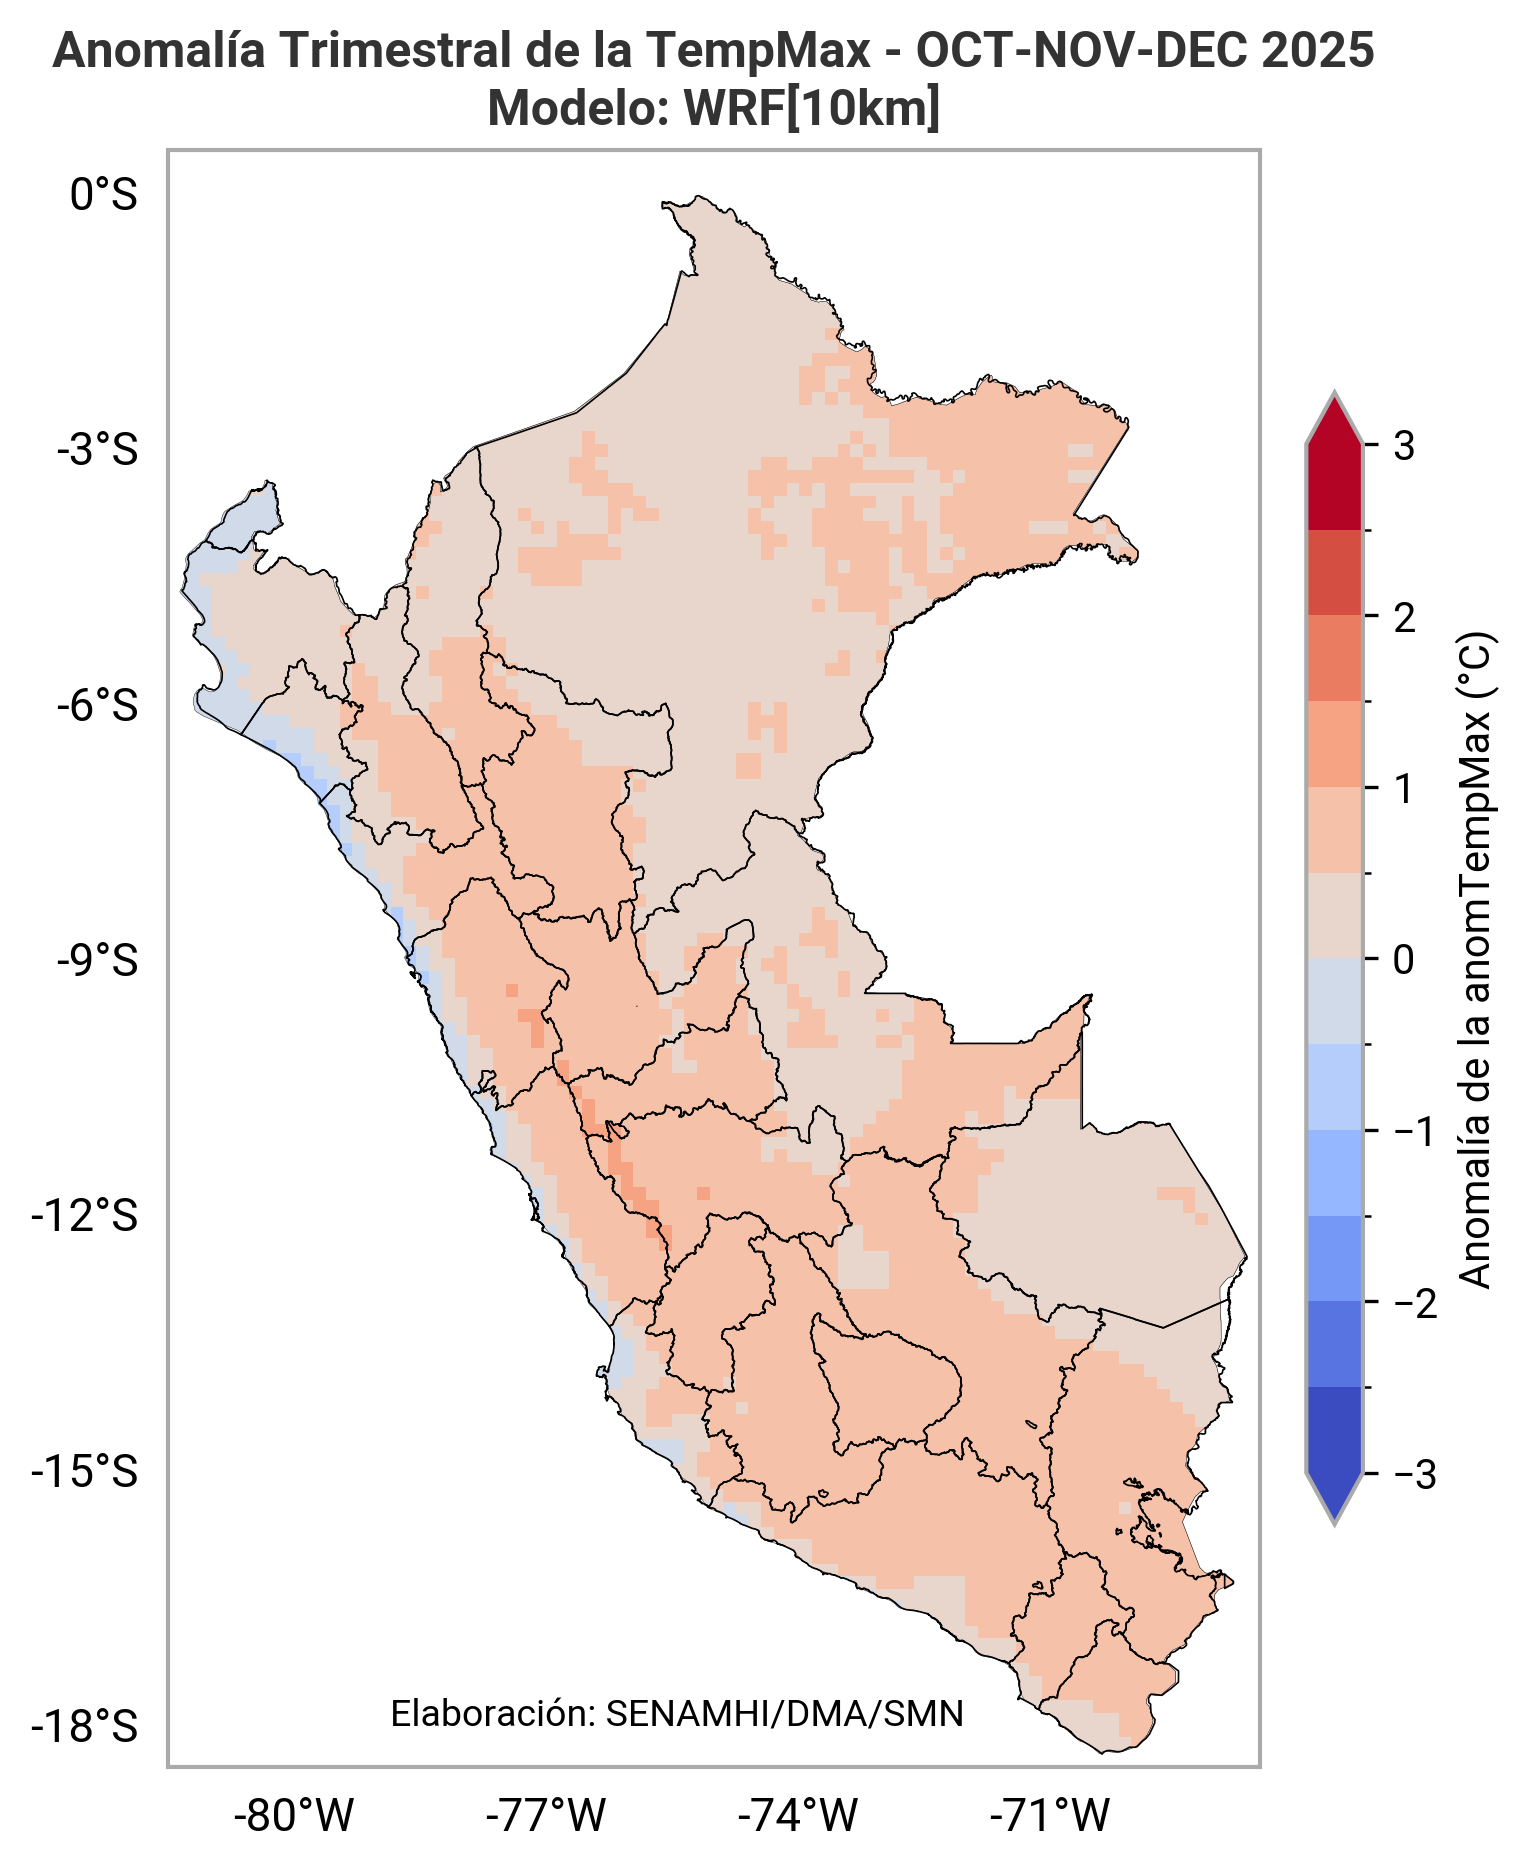 Anomalía Trimestral de la TempMax - OCT-NOV-DEC 2025
Modelo: WRF[10km]
0°S
-3°S
-6°S
-9°S
-12°S
-15°S
-18°S
-80°W
-77°W
-74°W
-71°W
Elaboración: SENAMHI/DMA/SMN
3
2
1
0
−1
−2
−3
Anomalía de la anomTempMax (°C)